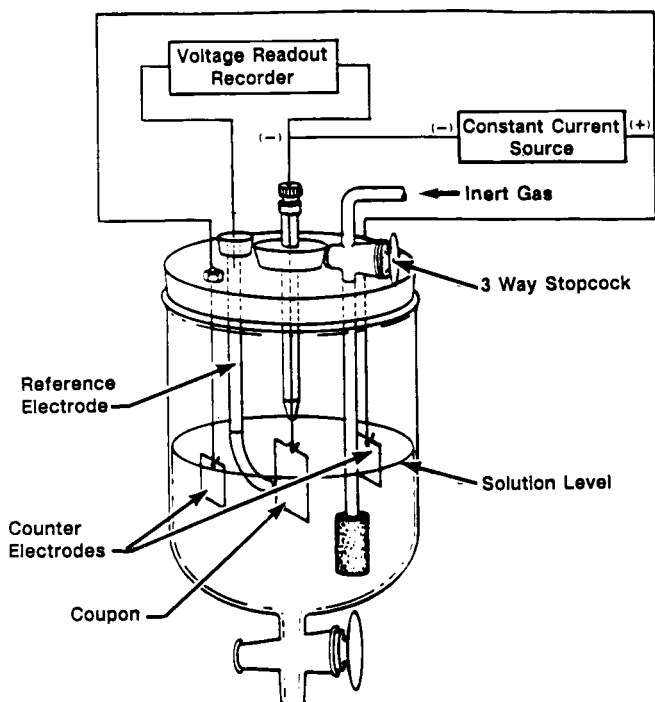 Voltage Readout
Recorder
(-)
(-)
Constant Current
Source
(+)
Inert Gas
3 Way Stopcock
Reference
Electrode
Solution Level
Counter
Electrodes
Coupon